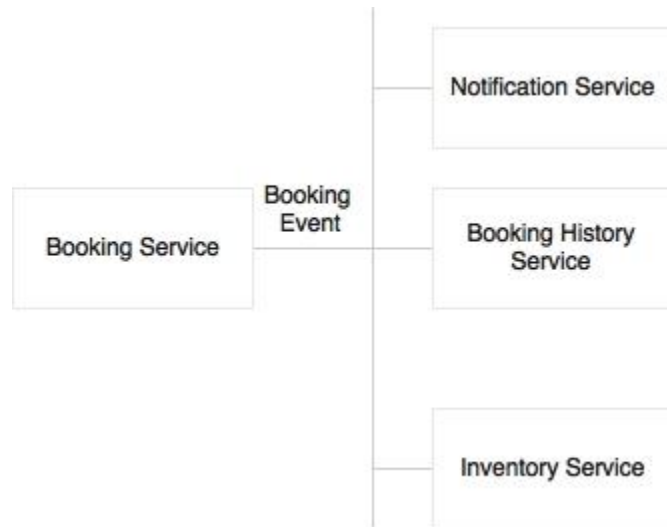 Notification Service
Booking
Event
Booking Service
Booking History
Service
Inventory Service